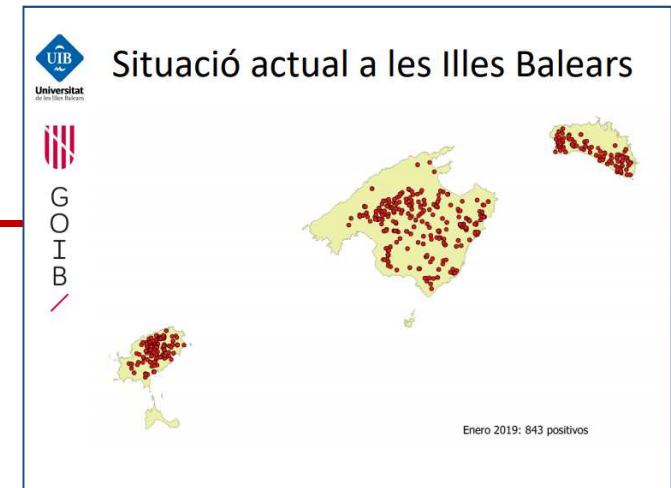 UIB
Universitat
de les Illes Balears
Situació actual a les Illes Balears
G
O
I
B
Enero 2019: 843 positivos